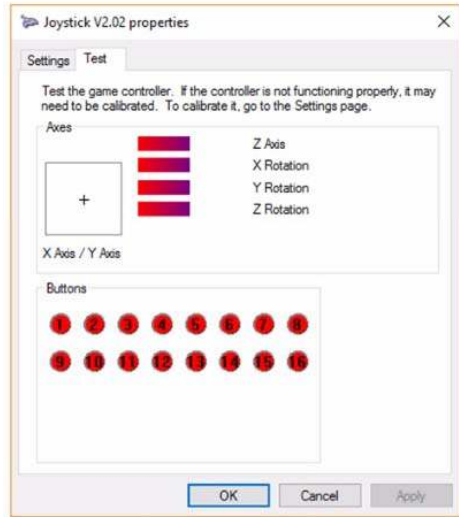 Joystick V2.02 properties
Settings Test
Test the game controller. If the controller is not functioning properly, it may
need to be calibrated. To calibrate it, go to the Settings page.
Axes
Z Axis
X Rotation
Y Rotation
Z Rotation
X Axis / Y Axis
Buttons
1 2 3 4 5 6 7 8
9 10 11 12 13 14 15 16
OK Cancel Apply